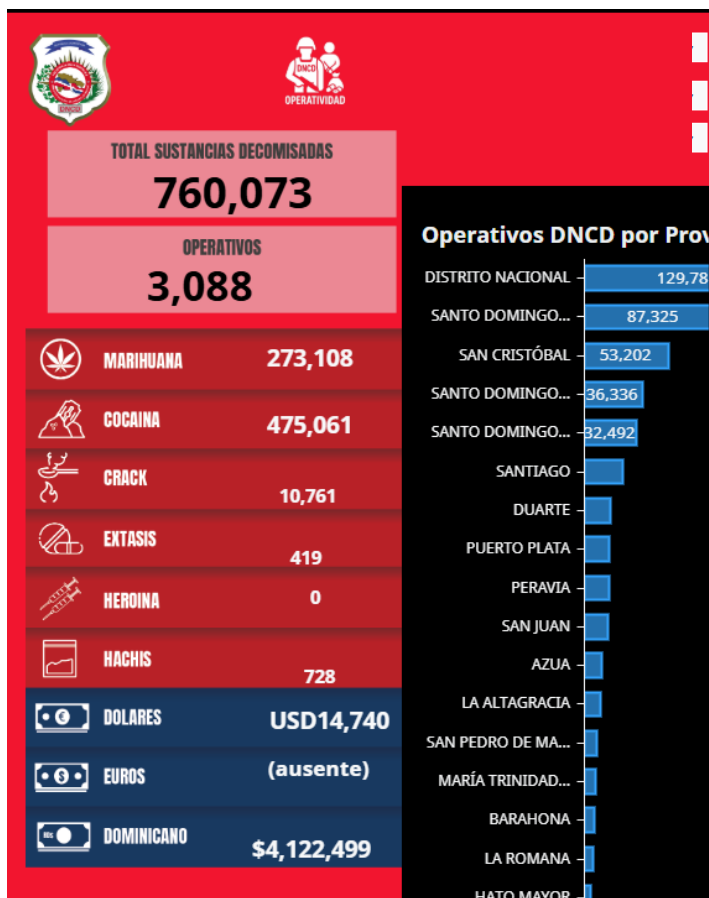 DNCD
DNCD
OPERATIVIDAD
TOTAL SUSTANCIAS DECOMISADAS
760,073
OPERATIVOS
3,088
MARIHUANA 273,108
COCAINA 475,061
CRACK 10,761
EXTASIS 419
HEROINA 0
HACHIS 728
DOLARES USD14,740
EUROS (ausente)
DOMINICANO $4,122,499
Operativos DNCD por Prov
DISTRITO NACIONAL 129,78
SANTO DOMINGO... 87,325
SAN CRISTÓBAL 53,202
SANTO DOMINGO... 36,336
SANTO DOMINGO... 32,492
SANTIAGO
DUARTE
PUERTO PLATA
PERAVIA
SAN JUAN
AZUA
LA ALTAGRACIA
SAN PEDRO DE MA...
MARÍA TRINIDAD...
BARAHONA
LA ROMANA
HATO MAYOR